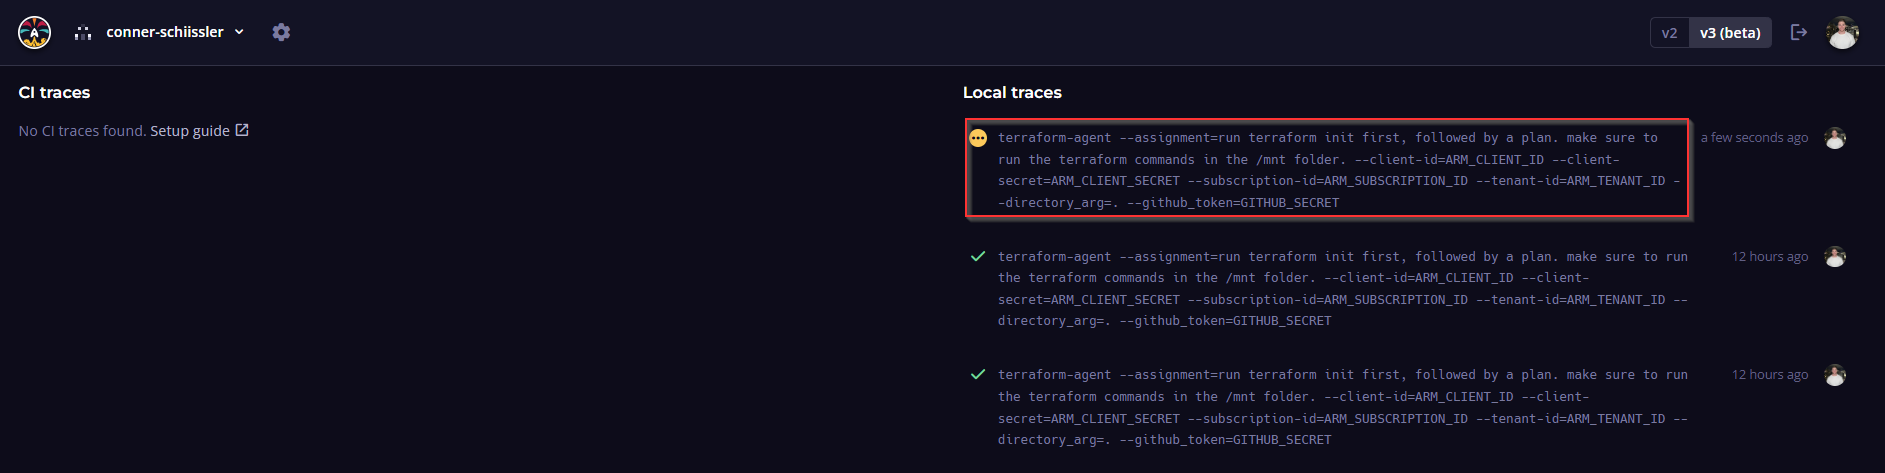 conner-schiissler
v2
v3 (beta)
CI traces
No CI traces found. Setup guide
Local traces
terraform-agent --assignment=run terraform init first, followed by a plan. make sure to
run the terraform commands in the /mnt folder. --client-id=ARM_CLIENT_ID --client-
secret=ARM_CLIENT_SECRET --subscription-id=ARM_SUBSCRIPTION_ID --tenant-id=ARM_TENANT_ID -
-directory_arg=. --github_token=GITHUB_SECRET
a few seconds ago
terraform-agent --assignment=run terraform init first, followed by a plan. make sure to run
the terraform commands in the /mnt folder. --client-id=ARM_CLIENT_ID --client-
secret=ARM_CLIENT_SECRET --subscription-id=ARM_SUBSCRIPTION_ID --tenant-id=ARM_TENANT_ID --
directory_arg=. --github_token=GITHUB_SECRET
12 hours ago
terraform-agent --assignment=run terraform init first, followed by a plan. make sure to run
the terraform commands in the /mnt folder. --client-id=ARM_CLIENT_ID --client-
secret=ARM_CLIENT_SECRET --subscription-id=ARM_SUBSCRIPTION_ID --tenant-id=ARM_TENANT_ID --
directory_arg=. --github_token=GITHUB_SECRET
12 hours ago